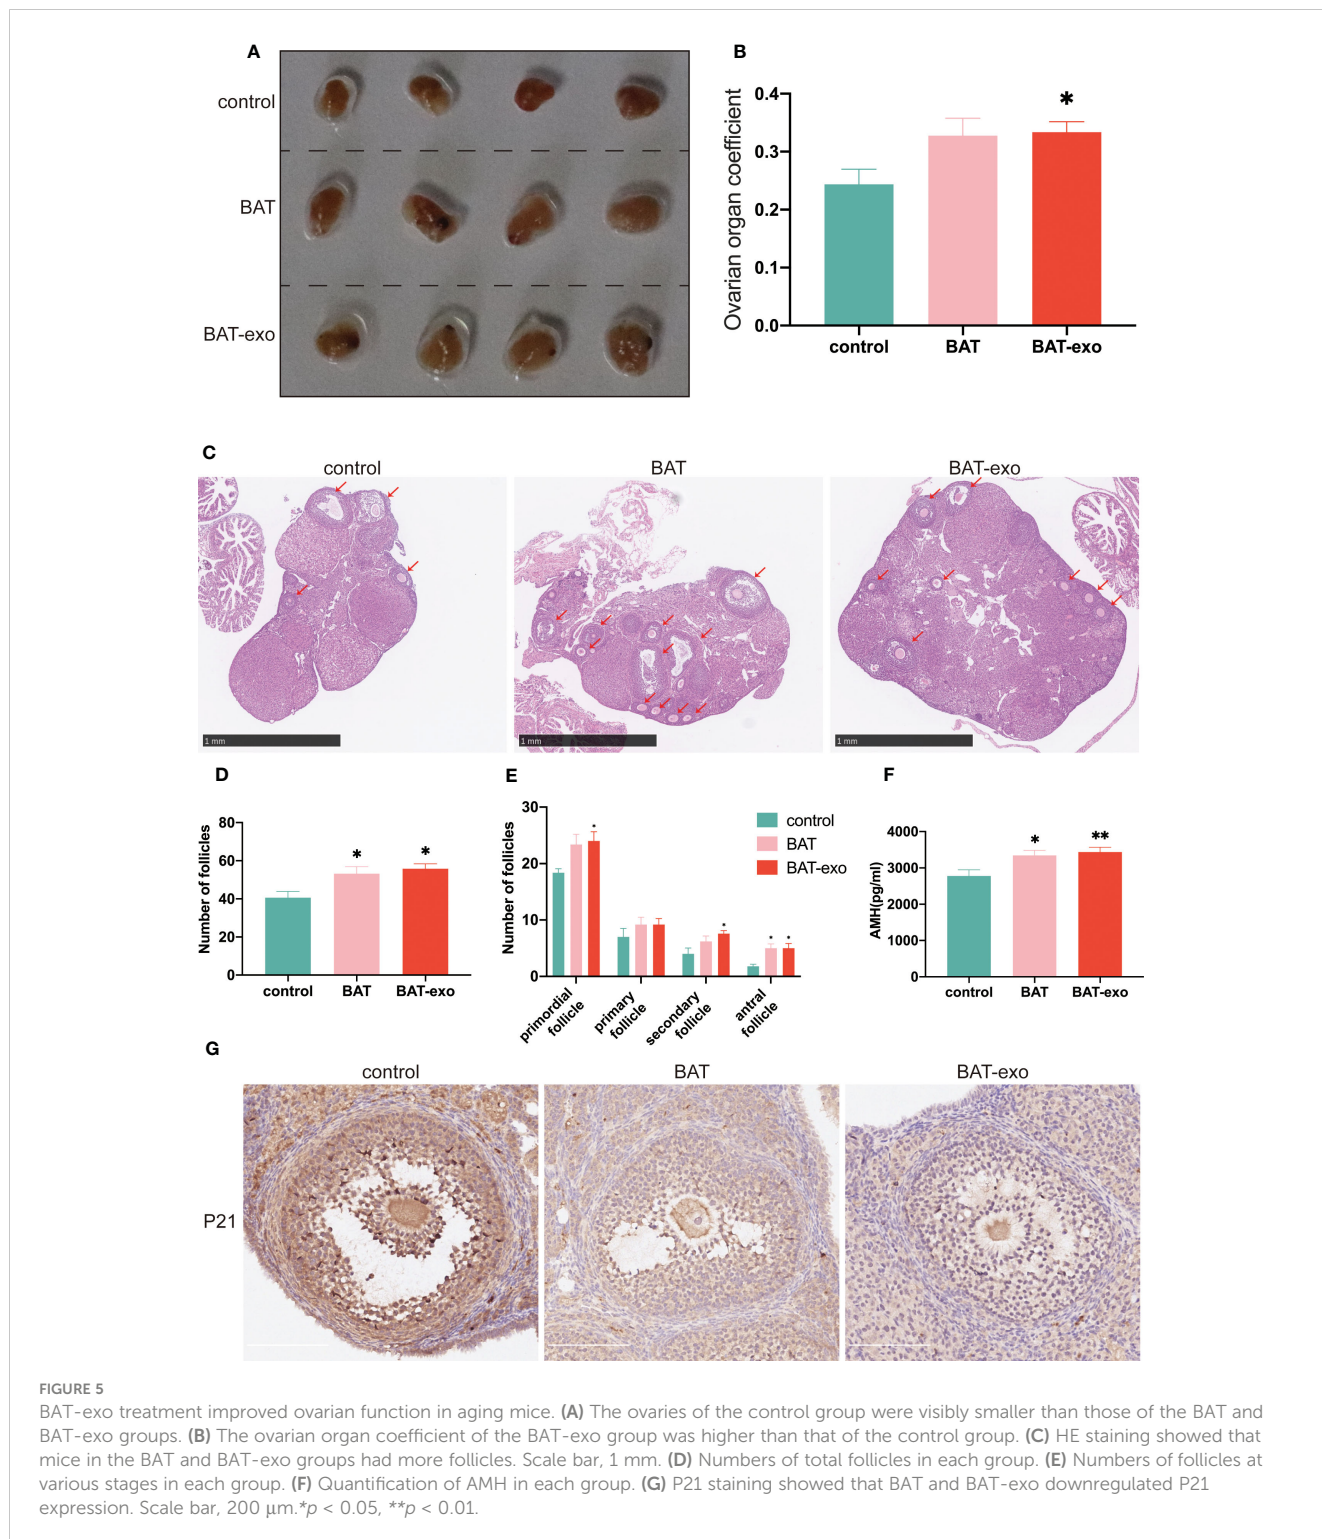 A
control
BAT
BAT-exo
B
Ovarian organ coefficient
0.4
0.3
0.2
0.1
0.0
*
control BAT BAT-exo
C
control BAT BAT-exo
1 mm 1 mm 1 mm
D
Number of follicles
80
60
40
20
0
* *
control BAT BAT-exo
E
Number of follicles
30
20
10
0
* * * *
primordial follicle
primary follicle
secondary follicle
antral follicle
control
BAT
BAT-exo
F
AMH(pg/ml)
4000
3000
2000
1000
0
* **
control BAT BAT-exo
G
control BAT BAT-exo
P21
FIGURE 5
BAT-exo treatment improved ovarian function in aging mice. (A) The ovaries of the control group were visibly smaller than those of the BAT and
BAT-exo groups. (B) The ovarian organ coefficient of the BAT-exo group was higher than that of the control group. (C) HE staining showed that
mice in the BAT and BAT-exo groups had more follicles. Scale bar, 1 mm. (D) Numbers of total follicles in each group. (E) Numbers of follicles at
various stages in each group. (F) Quantification of AMH in each group. (G) P21 staining showed that BAT and BAT-exo downregulated P21
expression. Scale bar, 200 μm.*p < 0.05, **p < 0.01.